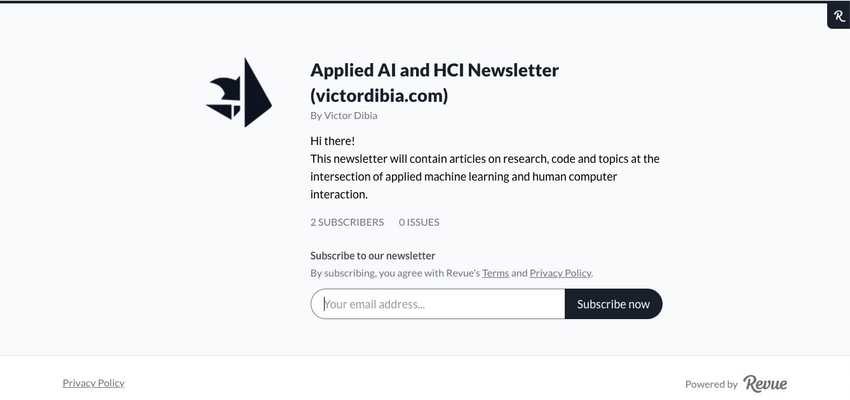 Applied AI and HCI Newsletter
(victordibia.com)
By Victor Dibia
Hi there!
This newsletter will contain articles on research, code and topics at the
intersection of applied machine learning and human computer
interaction.
2 SUBSCRIBERS 0 ISSUES
Subscribe to our newsletter
By subscribing, you agree with Revue's Terms and Privacy Policy.
Your email address... Subscribe now
Privacy Policy
Powered by Revue